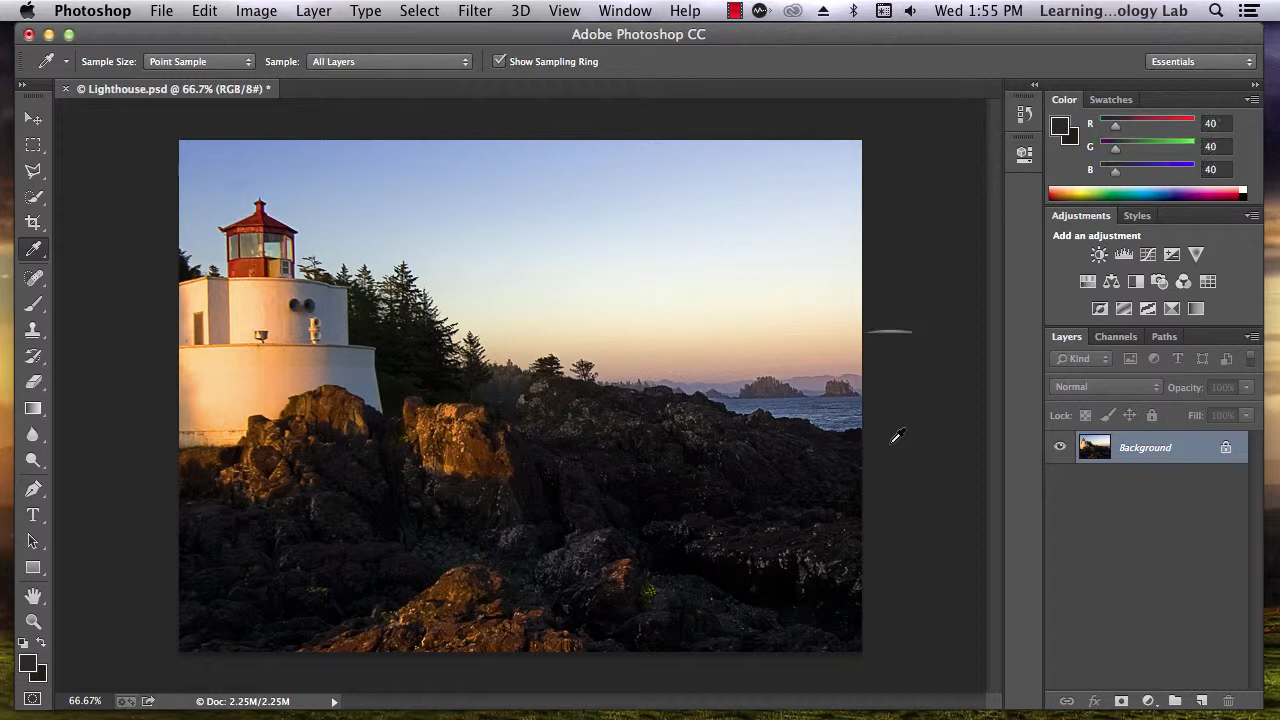 Photoshop File Edit Image Layer Type Select Filter 3D View Window Help Wed 1:55 PM Learning...ology Lab
Adobe Photoshop CC
Sample Size: Point Sample Sample: All Layers Show Sampling Ring Essentials
× © Lighthouse.psd @ 66.7% (RGB/8#) *
Color Swatches
R 40
G 40
B 40
Adjustments Styles
Add an adjustment
Layers Channels Paths
Kind
Normal Opacity: 100%
Lock: Fill: 100%
Background
66.67% © Doc: 2.25M/2.25M